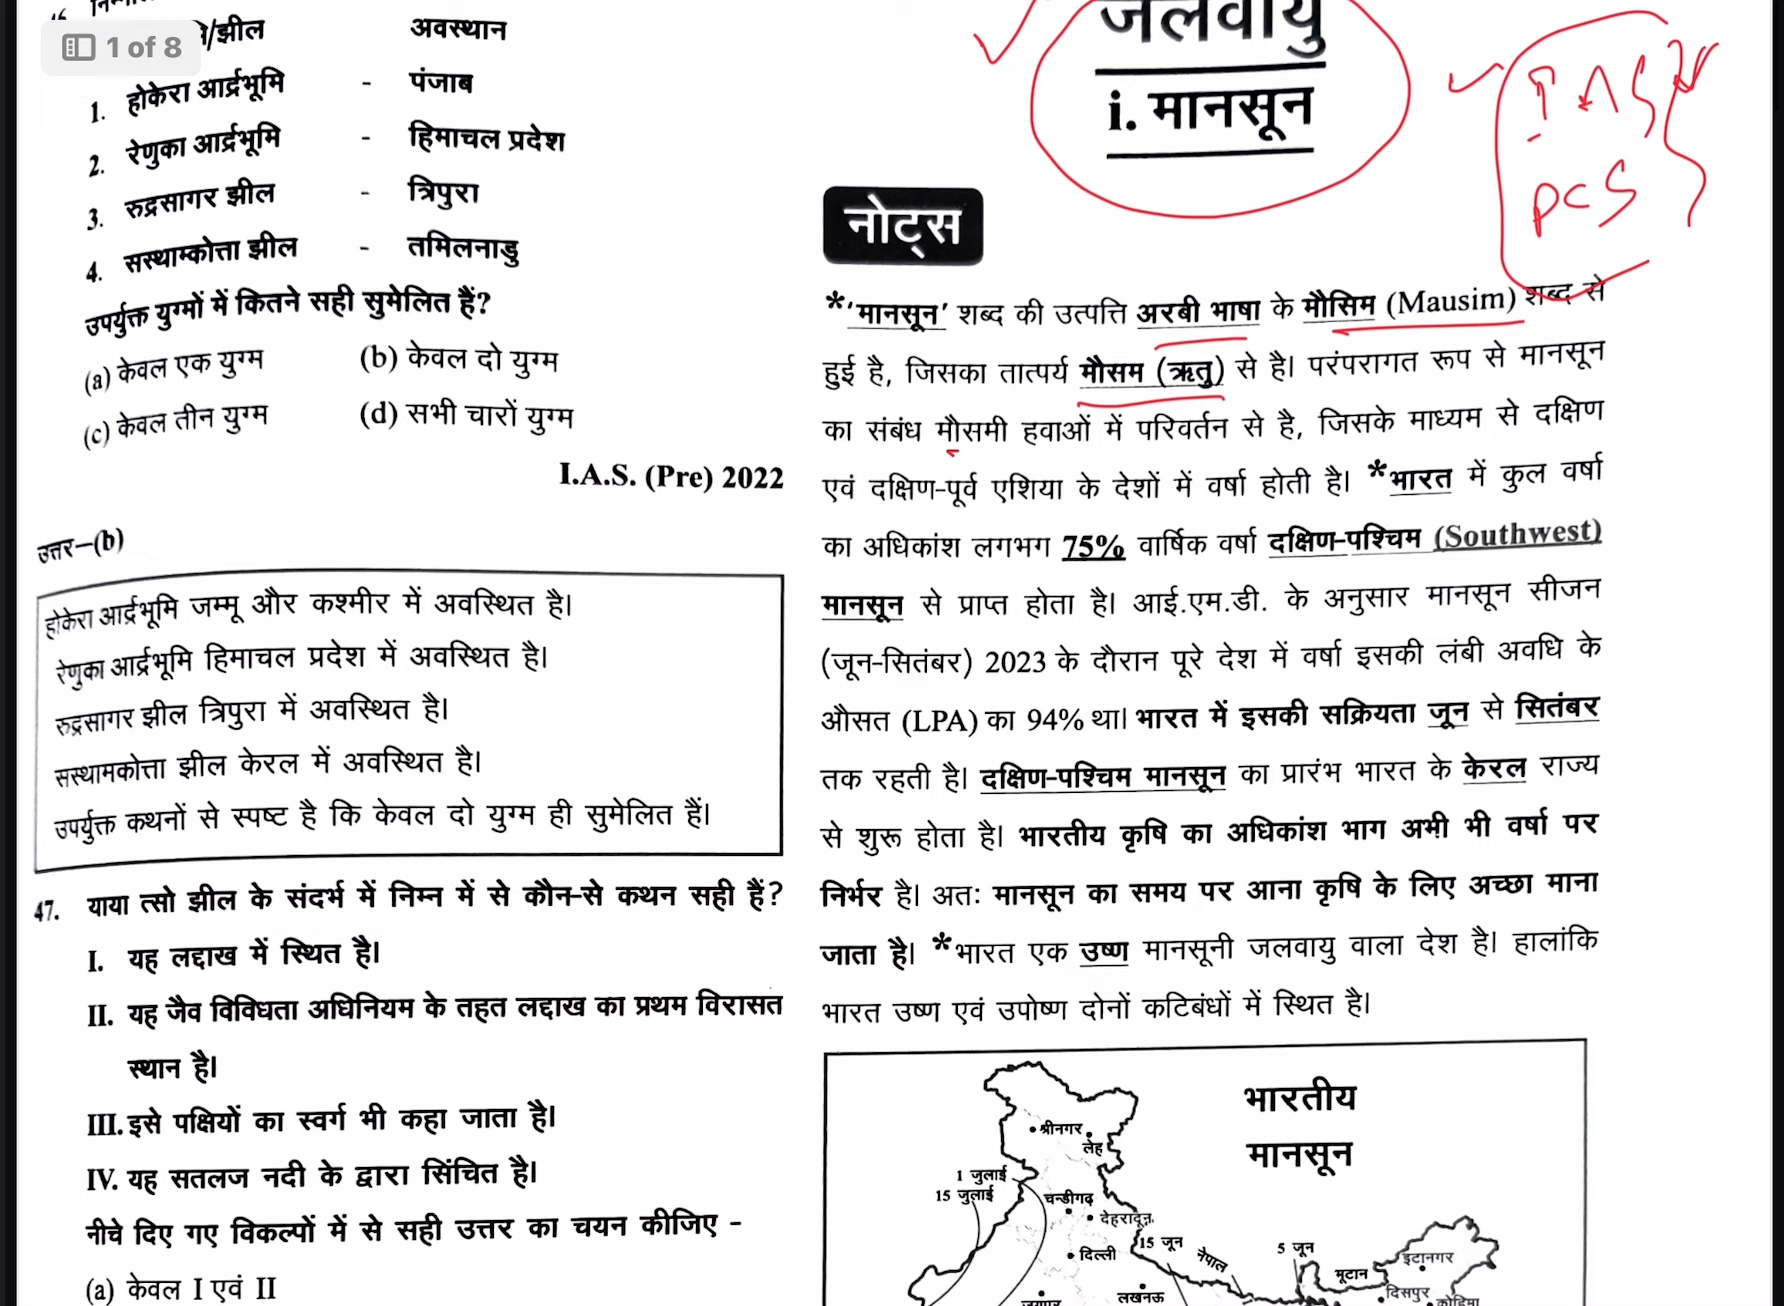 1 of 8
/झील अवस्थान
1. होकेरा आर्द्रभूमि - पंजाब
2. रेणुका आर्द्रभूमि - हिमाचल प्रदेश
3. रुद्रसागर झील - त्रिपुरा
4. सस्थाम्कोत्ता झील - तमिलनाडु
उपर्युक्त युग्मों में कितने सही सुमेलित हैं?
(a) केवल एक युग्म (b) केवल दो युग्म
(c) केवल तीन युग्म (d) सभी चारों युग्म
I.A.S. (Pre) 2022
उत्तर–(b)
होकेरा आर्द्रभूमि जम्मू और कश्मीर में अवस्थित है।
रेणुका आर्द्रभूमि हिमाचल प्रदेश में अवस्थित है।
रुद्रसागर झील त्रिपुरा में अवस्थित है।
सस्थामकोत्ता झील केरल में अवस्थित है।
उपर्युक्त कथनों से स्पष्ट है कि केवल दो युग्म ही सुमेलित हैं।
47. याया त्सो झील के संदर्भ में निम्न में से कौन-से कथन सही हैं?
I. यह लद्दाख में स्थित है।
II. यह जैव विविधता अधिनियम के तहत लद्दाख का प्रथम विरासत
स्थान है।
III. इसे पक्षियों का स्वर्ग भी कहा जाता है।
IV. यह सतलज नदी के द्वारा सिंचित है।
नीचे दिए गए विकल्पों में से सही उत्तर का चयन कीजिए -
(a) केवल I एवं II
जलवायु
i. मानसून
IAS
PCS
नोट्स
*'मानसून' शब्द की उत्पत्ति अरबी भाषा के मौसिम (Mausim) शब्द से
हुई है, जिसका तात्पर्य मौसम (ऋतु) से है। परंपरागत रूप से मानसून
का संबंध मौसमी हवाओं में परिवर्तन से है, जिसके माध्यम से दक्षिण
एवं दक्षिण-पूर्व एशिया के देशों में वर्षा होती है। *भारत में कुल वर्षा
का अधिकांश लगभग 75% वार्षिक वर्षा दक्षिण-पश्चिम (Southwest)
मानसून से प्राप्त होता है। आई.एम.डी. के अनुसार मानसून सीजन
(जून-सितंबर) 2023 के दौरान पूरे देश में वर्षा इसकी लंबी अवधि के
औसत (LPA) का 94% था। भारत में इसकी सक्रियता जून से सितंबर
तक रहती है। दक्षिण-पश्चिम मानसून का प्रारंभ भारत के केरल राज्य
से शुरू होता है। भारतीय कृषि का अधिकांश भाग अभी भी वर्षा पर
निर्भर है। अतः मानसून का समय पर आना कृषि के लिए अच्छा माना
जाता है। *भारत एक उष्ण मानसूनी जलवायु वाला देश है। हालांकि
भारत उष्ण एवं उपोष्ण दोनों कटिबंधों में स्थित है।
भारतीय
मानसून
श्रीनगर
लेह
1 जुलाई
15 जुलाई
चन्डीगढ़
देहरादून
15 जून
दिल्ली
नेपाल
5 जून
इटानगर
भूटान
दिसपुर
कोहिमा
लखनऊ
जयपुर